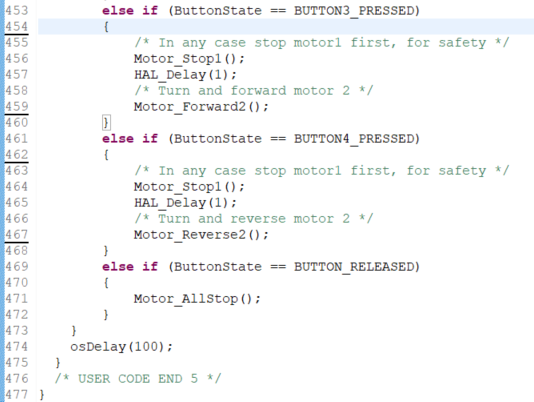 453 else if (ButtonState == BUTTON3_PRESSED)
454 {
455 /* In any case stop motor1 first, for safety */
456 Motor_Stop1();
457 HAL_Delay(1);
458 /* Turn and forward motor 2 */
459 Motor_Forward2();
460 }
461 else if (ButtonState == BUTTON4_PRESSED)
462 {
463 /* In any case stop motor1 first, for safety */
464 Motor_Stop1();
465 HAL_Delay(1);
466 /* Turn and reverse motor 2 */
467 Motor_Reverse2();
468 }
469 else if (ButtonState == BUTTON_RELEASED)
470 {
471 Motor_AllStop();
472 }
473 }
474 osDelay(100);
475 }
476 /* USER CODE END 5 */
477 }